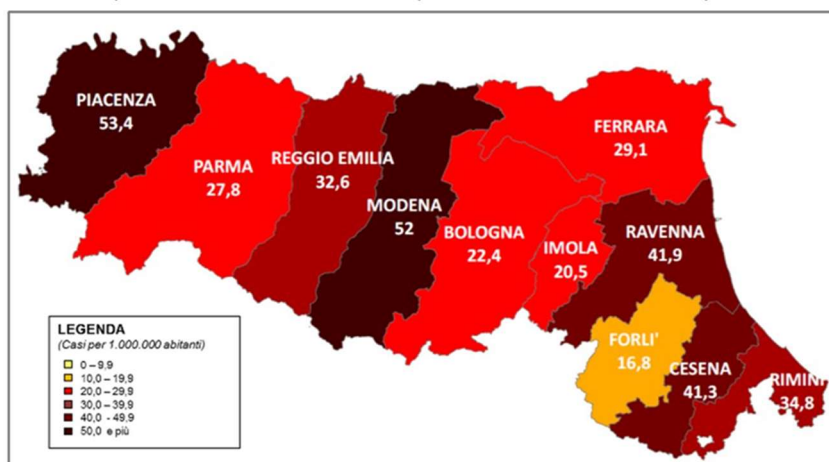 PIACENZA
53,4
PARMA
27,8
REGGIO EMILIA
32,6
MODENA
52
BOLOGNA
22,4
FERRARA
29,1
IMOLA
20,5
RAVENNA
41,9
FORLI'
16,8
CESENA
41,3
RIMINI
34,8
LEGENDA
(Casi per 1.000.000 abitanti)
0 – 9,9
10,0 – 19,9
20,0 – 29,9
30,0 – 39,9
40,0 - 49,9
50,0 e più